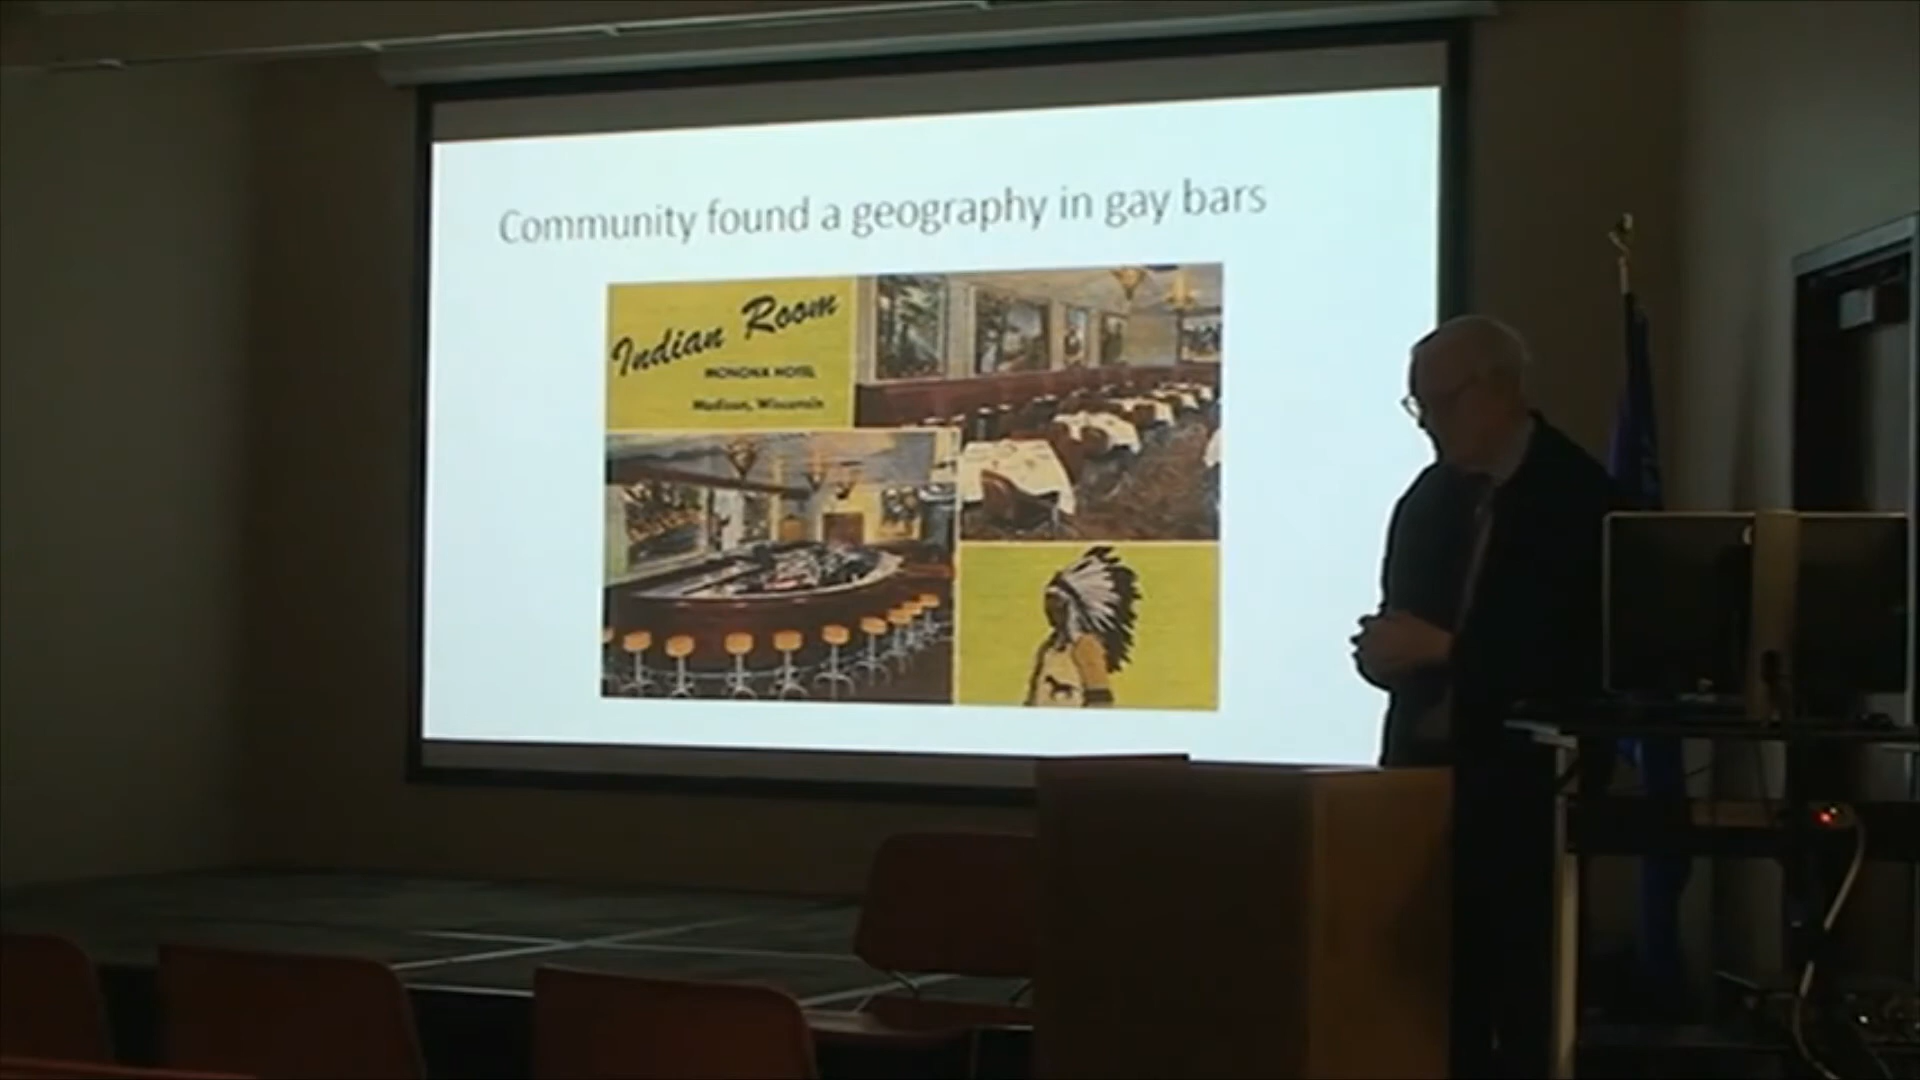 Community found a geography in gay bars
Indian Room
MONONA HOTEL
Madison, Wisconsin